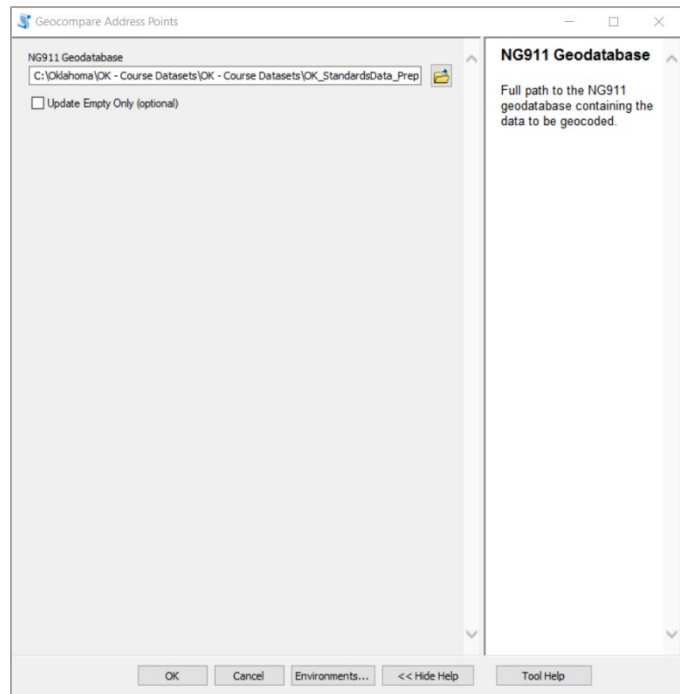 Geocompare Address Points
NG911 Geodatabase
C:\Oklahoma\OK - Course Datasets\OK - Course Datasets\OK_StandardsData_Prep
Update Empty Only (optional)
NG911 Geodatabase
Full path to the NG911
geodatabase containing the
data to be geocoded.
OK
Cancel
Environments...
<< Hide Help
Tool Help